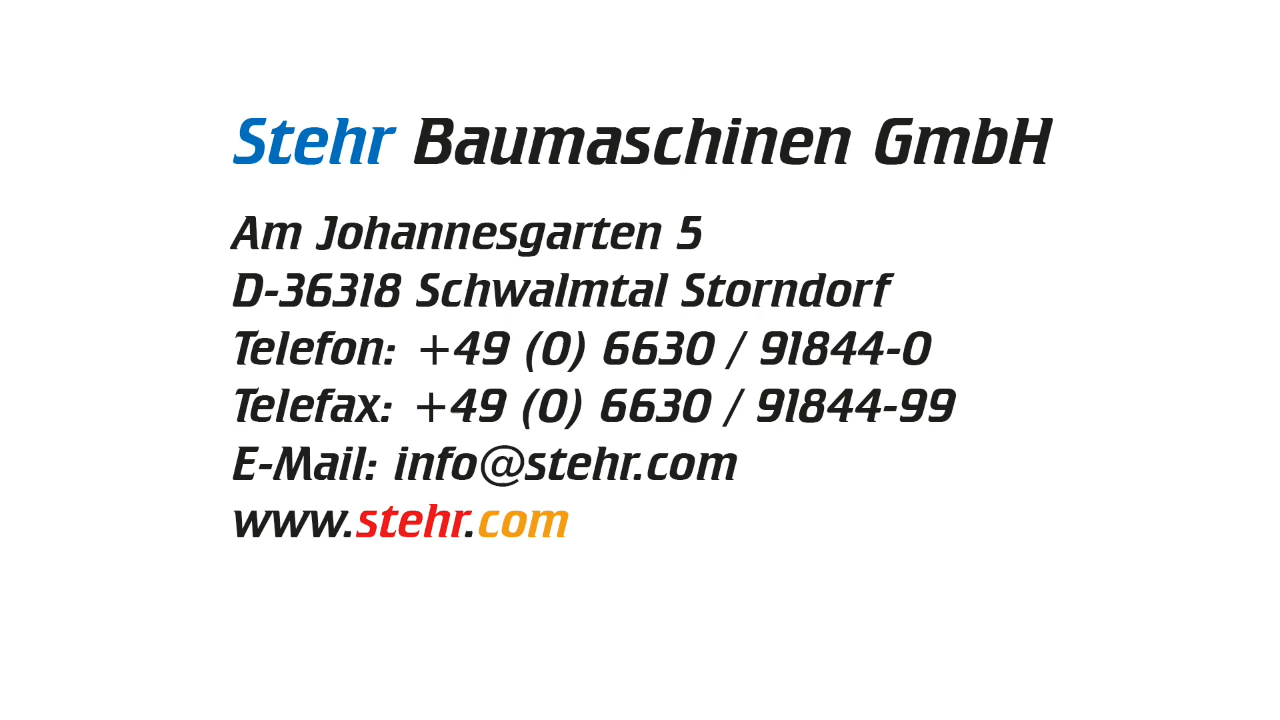 Stehr Baumaschinen GmbH
Am Johannesgarten 5
D-36318 Schwalmtal Storndorf
Telefon: +49 (0) 6630 / 91844-0
Telefax: +49 (0) 6630 / 91844-99
E-Mail: info@stehr.com
www.stehr.com